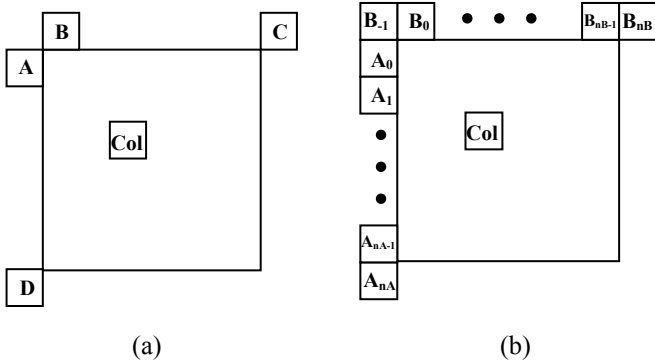 B C
A
Col
D
(a)
B-1 B0 BnB-1 BnB
A0
A1
Col
AnA-1
AnA
(b)